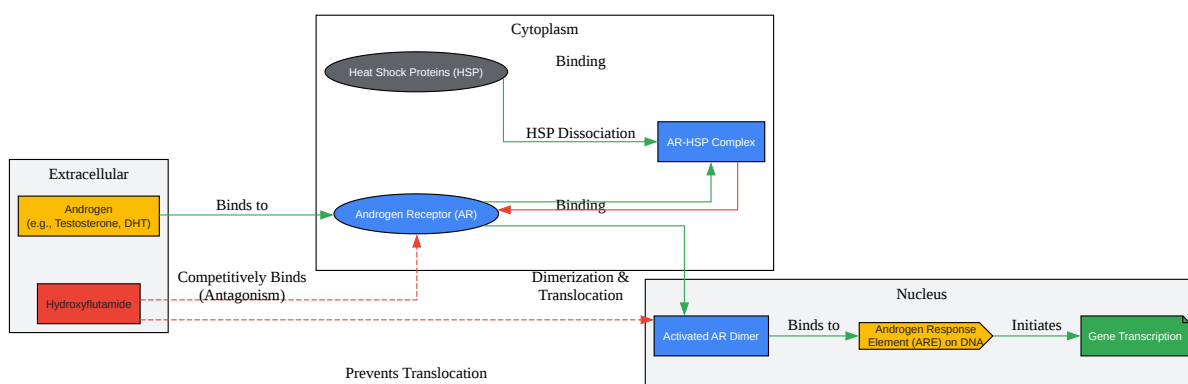 Cytoplasm
Binding
Heat Shock Proteins (HSP)
HSP Dissociation
AR-HSP Complex
Extracellular
Androgen
(e.g., Testosterone, DHT)
Binds to
Androgen Receptor (AR)
Binding
Competitively Binds
(Antagonism)
Dimerization &
Translocation
Hydroxyflutamide
Nucleus
Activated AR Dimer
Binds to
Androgen Response
Element (ARE) on DNA
Initiates
Gene Transcription
Prevents Translocation